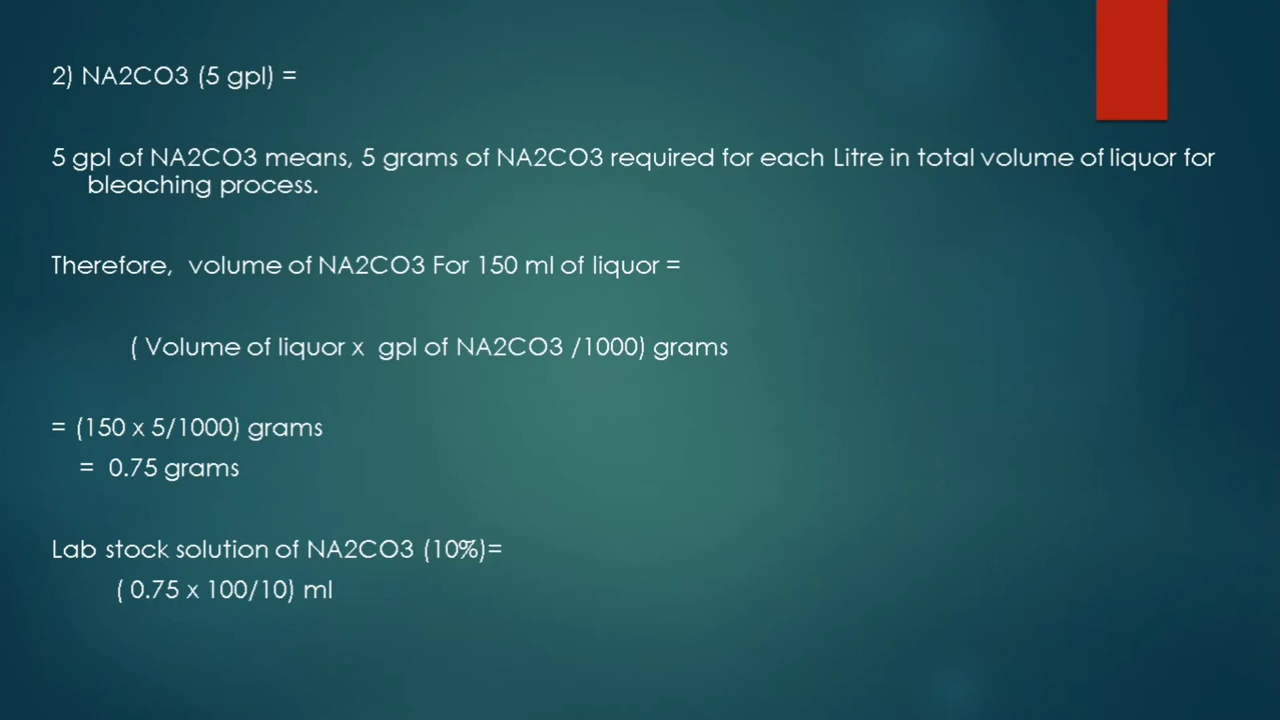 2) NA2CO3 (5 gpl) =
5 gpl of NA2CO3 means, 5 grams of NA2CO3 required for each Litre in total volume of liquor for
bleaching process.
Therefore, volume of NA2CO3 For 150 ml of liquor =
( Volume of liquor x gpl of NA2CO3 /1000) grams
= (150 x 5/1000) grams
= 0.75 grams
Lab stock solution of NA2CO3 (10%)=
( 0.75 x 100/10) ml